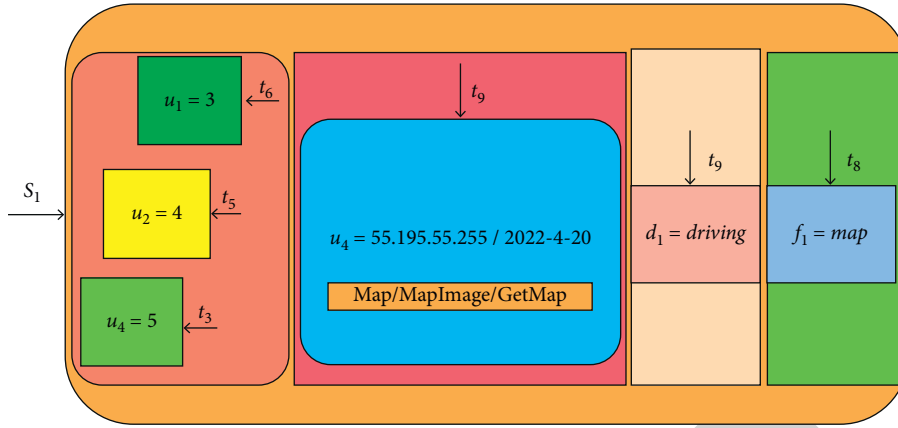 S₁
u₁ = 3
t₆
u₂ = 4
t₅
u₄ = 5
t₃
t₉
u₄ = 55.195.55.255 / 2022-4-20
Map/MapImage/GetMap
t₉
d₁ = driving
t₈
f₁ = map